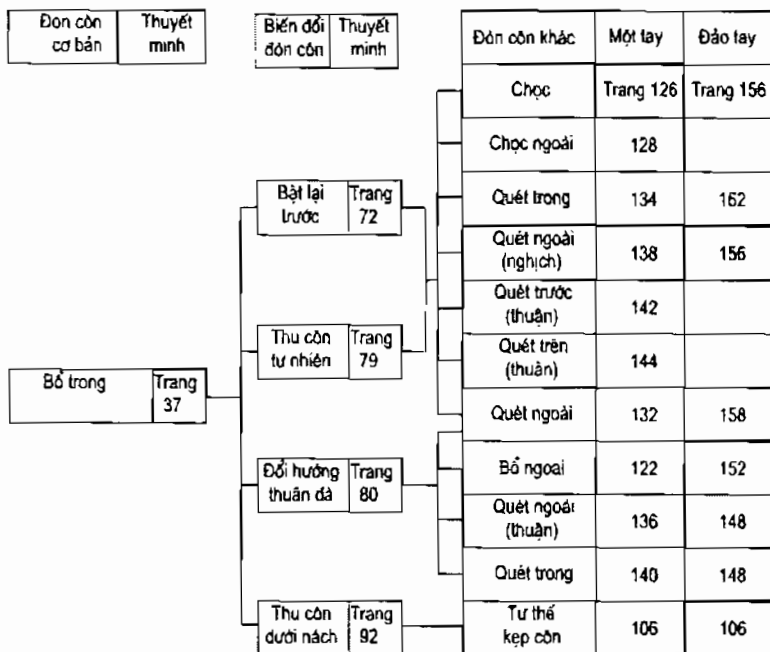 Đòn côn cơ bản
Thuyết minh
Biến đổi đòn côn
Thuyết minh
Đòn côn khác
Một tay
Đảo tay
Chọc
Trang 126
Trang 156
Chọc ngoài
128
Bật lại trước
Trang 72
Quét trong
134
162
Quét ngoài (nghịch)
138
156
Quét trước (thuận)
142
Thu côn tự nhiên
Trang 79
Quét trên (thuận)
144
Bổ trong
Trang 37
Quét ngoài
132
158
Đổi hướng thuân đà
Trang 80
Bổ ngoai
122
152
Quét ngoài (thuận)
136
148
Quét trong
140
148
Thu côn dưới nách
Trang 92
Tư thế kẹp côn
106
106